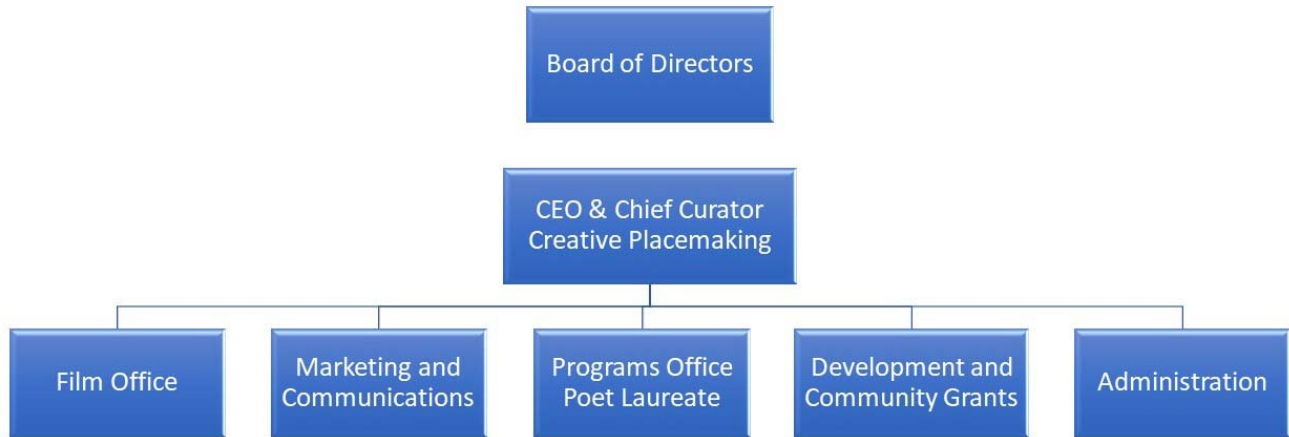 Board of Directors
CEO & Chief Curator
Creative Placemaking
Film Office
Marketing and
Communications
Programs Office
Poet Laureate
Development and
Community Grants
Administration